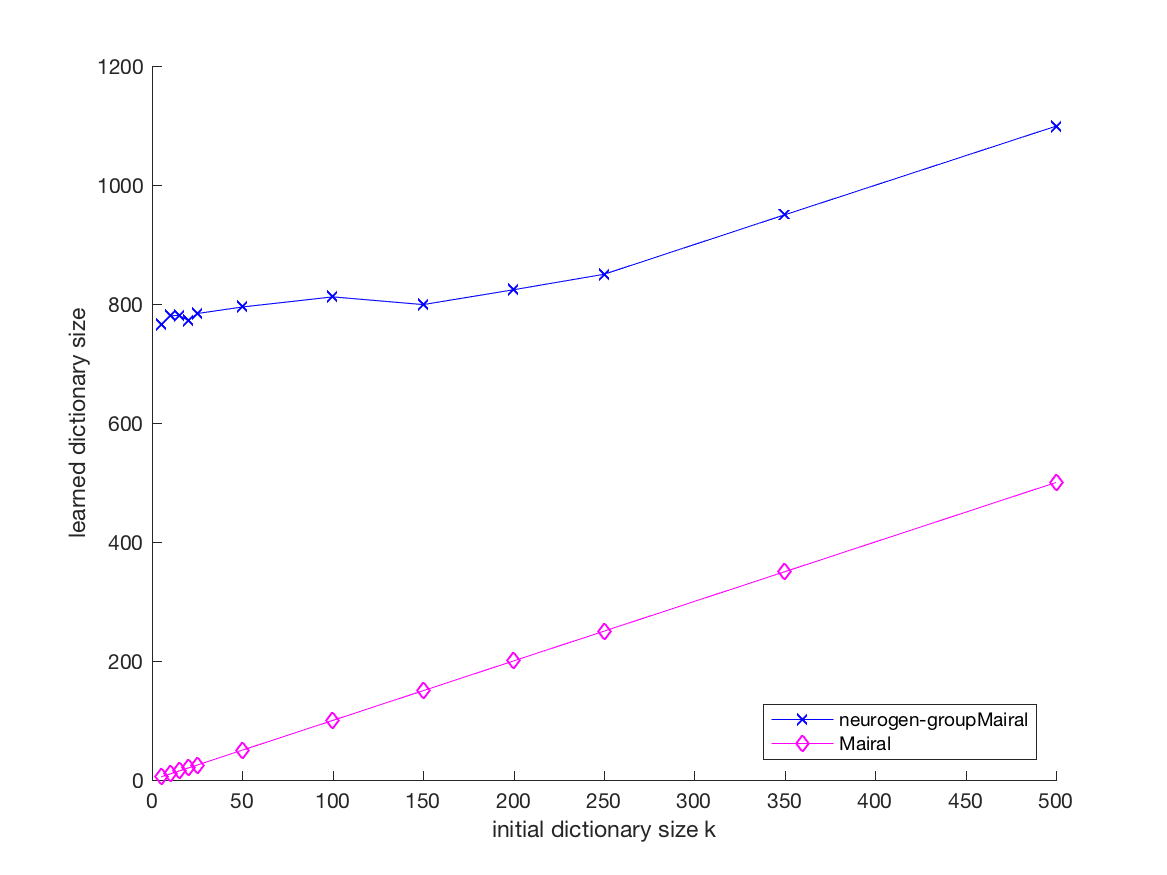 1200
1000
800
600
400
200
0
learned dictionary size
0 50 100 150 200 250 300 350 400 450 500
initial dictionary size k
neurogen-groupMairal
Mairal